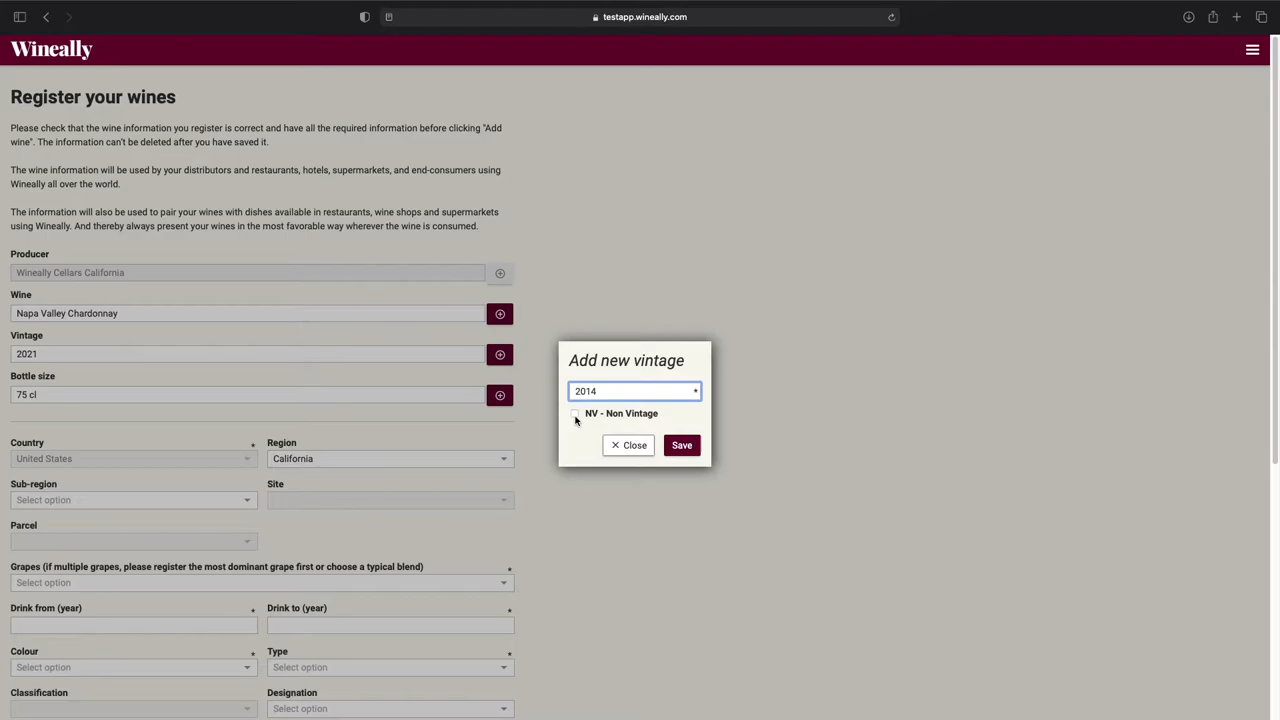 testapp.wineally.com
Wineally
Register your wines
Please check that the wine information you register is correct and have all the required information before clicking "Add
wine". The information can't be deleted after you have saved it.
The wine information will be used by your distributors and restaurants, hotels, supermarkets, and end-consumers using
Wineally all over the world.
The information will also be used to pair your wines with dishes available in restaurants, wine shops and supermarkets
using Wineally. And thereby always present your wines in the most favorable way wherever the wine is consumed.
Producer
Wineally Cellars California
Wine
Napa Valley Chardonnay
Vintage
2021
Bottle size
75 cl
Add new vintage
2014 *
NV - Non Vintage
× Close Save
Country * Region
United States California
Sub-region Site
Select option
Parcel
Grapes (if multiple grapes, please register the most dominant grape first or choose a typical blend) *
Select option
Drink from (year) * Drink to (year) *
Colour * Type *
Select option Select option
Classification Designation
Select option